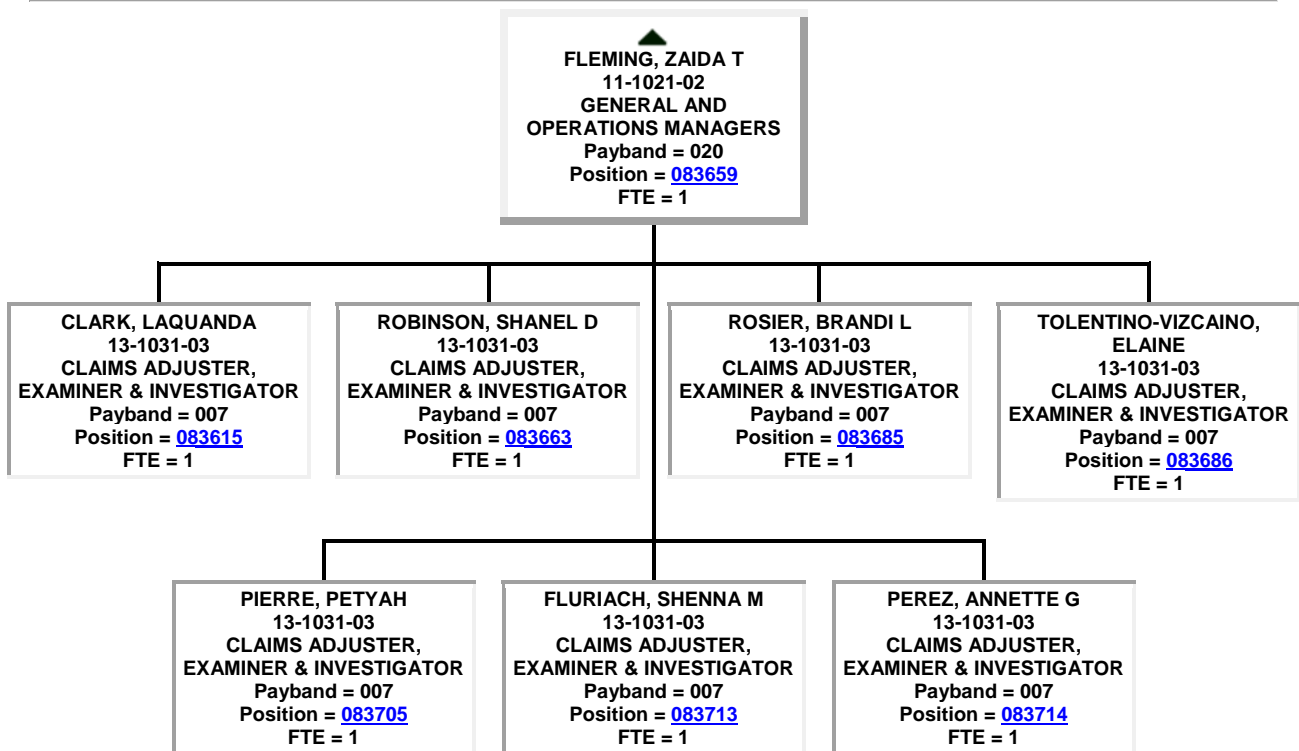 FLEMING, ZAIDA T
11-1021-02
GENERAL AND
OPERATIONS MANAGERS
Payband = 020
Position = 083659
FTE = 1
CLARK, LAQUANDA
13-1031-03
CLAIMS ADJUSTER,
EXAMINER & INVESTIGATOR
Payband = 007
Position = 083615
FTE = 1
ROBINSON, SHANEL D
13-1031-03
CLAIMS ADJUSTER,
EXAMINER & INVESTIGATOR
Payband = 007
Position = 083663
FTE = 1
ROSIER, BRANDI L
13-1031-03
CLAIMS ADJUSTER,
EXAMINER & INVESTIGATOR
Payband = 007
Position = 083685
FTE = 1
TOLENTINO-VIZCAINO,
ELAINE
13-1031-03
CLAIMS ADJUSTER,
EXAMINER & INVESTIGATOR
Payband = 007
Position = 083686
FTE = 1
PIERRE, PETYAH
13-1031-03
CLAIMS ADJUSTER,
EXAMINER & INVESTIGATOR
Payband = 007
Position = 083705
FTE = 1
FLURIACH, SHENNA M
13-1031-03
CLAIMS ADJUSTER,
EXAMINER & INVESTIGATOR
Payband = 007
Position = 083713
FTE = 1
PEREZ, ANNETTE G
13-1031-03
CLAIMS ADJUSTER,
EXAMINER & INVESTIGATOR
Payband = 007
Position = 083714
FTE = 1